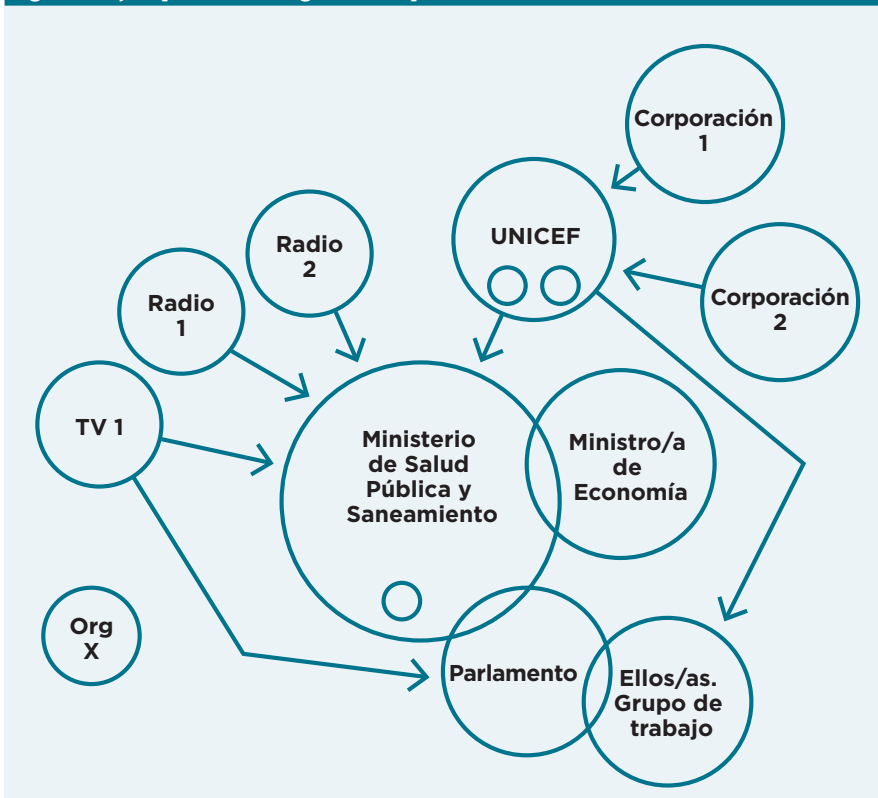 Corporación
1
UNICEF
Radio
2
Corporación
2
Radio
1
TV 1
Ministerio
de Salud
Pública y
Saneamiento
Ministro/a
de
Economía
Org
X
Parlamento
Ellos/as.
Grupo de
trabajo